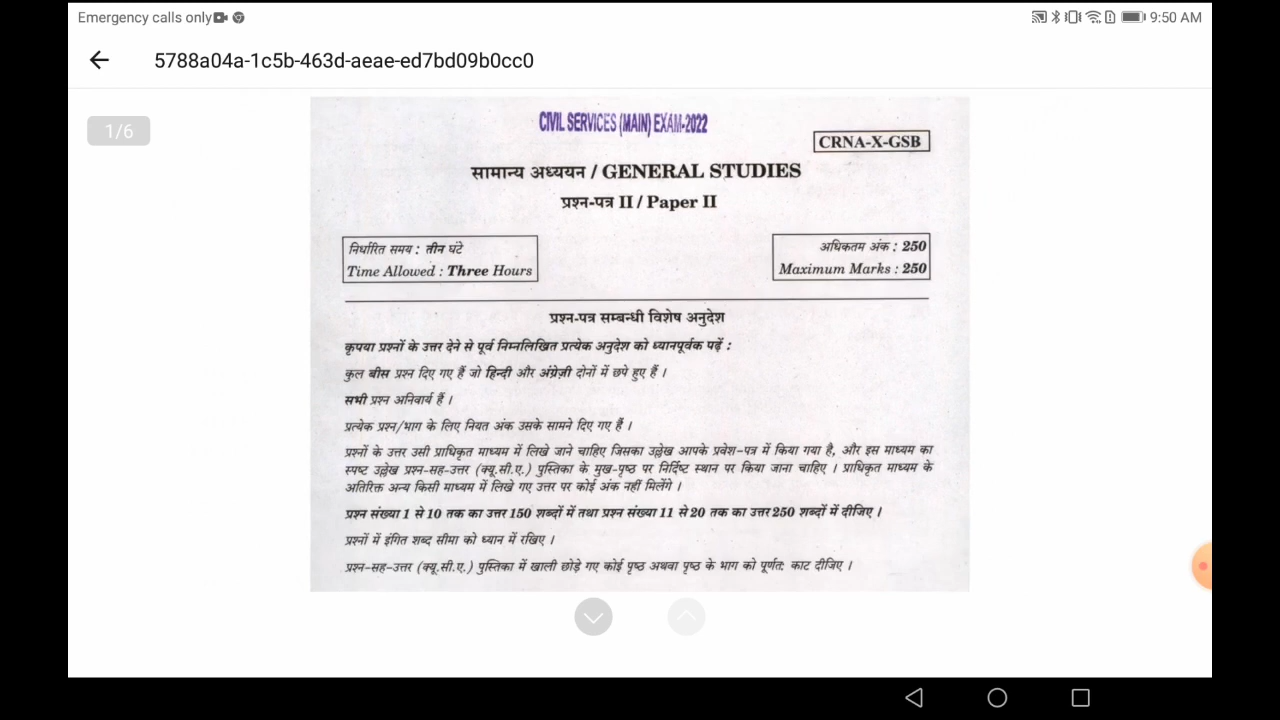 Emergency calls only
9:50 AM
5788a04a-1c5b-463d-aeae-ed7bd09b0cc0
1/6
CIVIL SERVICES (MAIN) EXAM-2022
CRNA-X-GSB
सामान्य अध्ययन / GENERAL STUDIES
प्रश्न-पत्र II / Paper II
निर्धारित समय : तीन घंटे
Time Allowed : Three Hours
अधिकतम अंक : 250
Maximum Marks : 250
प्रश्न-पत्र सम्बन्धी विशेष अनुदेश
कृपया प्रश्नों के उत्तर देने से पूर्व निम्नलिखित प्रत्येक अनुदेश को ध्यानपूर्वक पढ़ें :
कुल बीस प्रश्न दिए गए हैं जो हिन्दी और अंग्रेज़ी दोनों में छपे हुए हैं ।
सभी प्रश्न अनिवार्य हैं ।
प्रत्येक प्रश्न/भाग के लिए नियत अंक उसके सामने दिए गए हैं ।
प्रश्नों के उत्तर उसी प्राधिकृत माध्यम में लिखे जाने चाहिए जिसका उल्लेख आपके प्रवेश-पत्र में किया गया है, और इस माध्यम का
स्पष्ट उल्लेख प्रश्न-सह-उत्तर (क्यू.सी.ए.) पुस्तिका के मुख-पृष्ठ पर निर्दिष्ट स्थान पर किया जाना चाहिए । प्राधिकृत माध्यम के
अतिरिक्त अन्य किसी माध्यम में लिखे गए उत्तर पर कोई अंक नहीं मिलेंगे ।
प्रश्न संख्या 1 से 10 तक का उत्तर 150 शब्दों में तथा प्रश्न संख्या 11 से 20 तक का उत्तर 250 शब्दों में दीजिए ।
प्रश्नों में इंगित शब्द सीमा को ध्यान में रखिए ।
प्रश्न-सह-उत्तर (क्यू.सी.ए.) पुस्तिका में खाली छोड़े गए कोई पृष्ठ अथवा पृष्ठ के भाग को पूर्णतः काट दीजिए ।